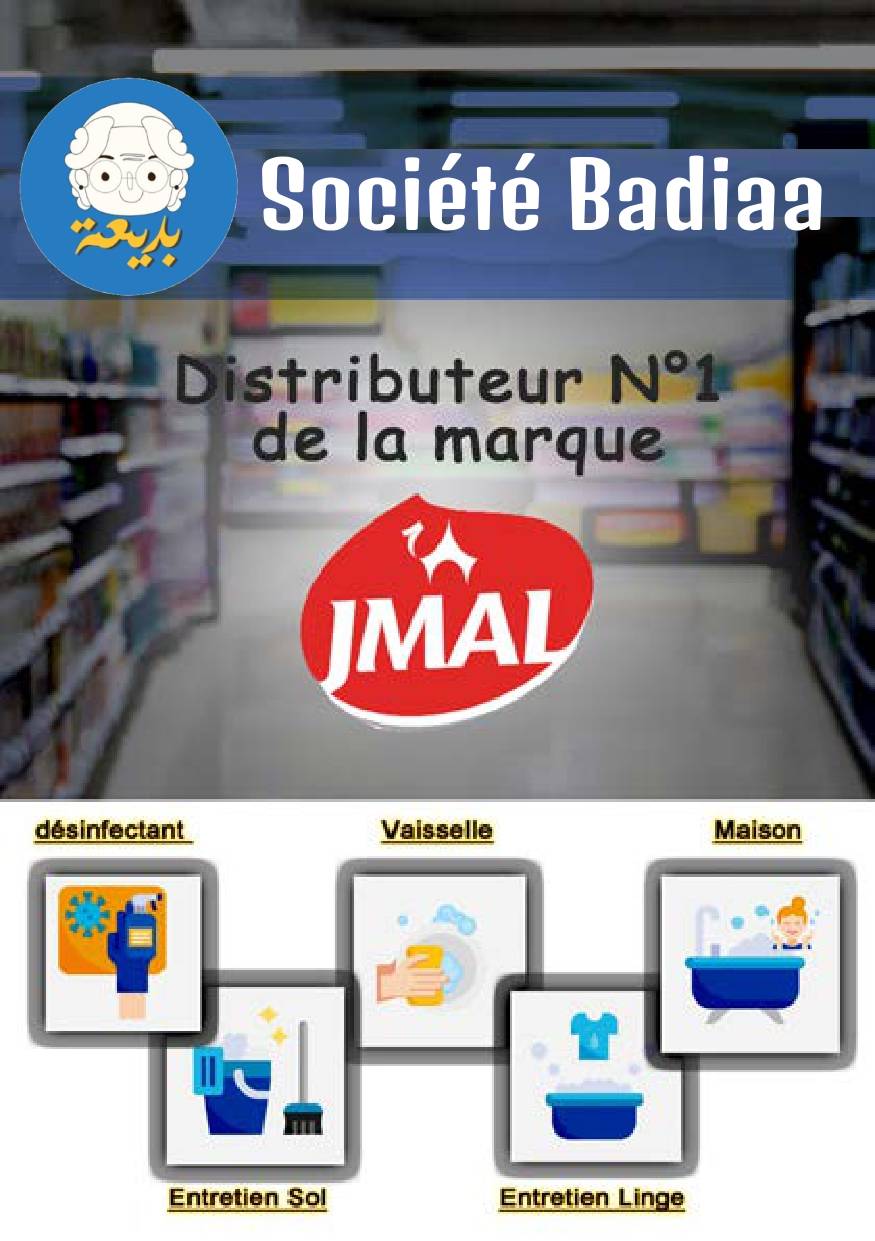 بديعة
Société Badiaa
Distributeur N°1
de la marque
JMAL
désinfectant
Vaisselle
Maison
Entretien Sol
Entretien Linge